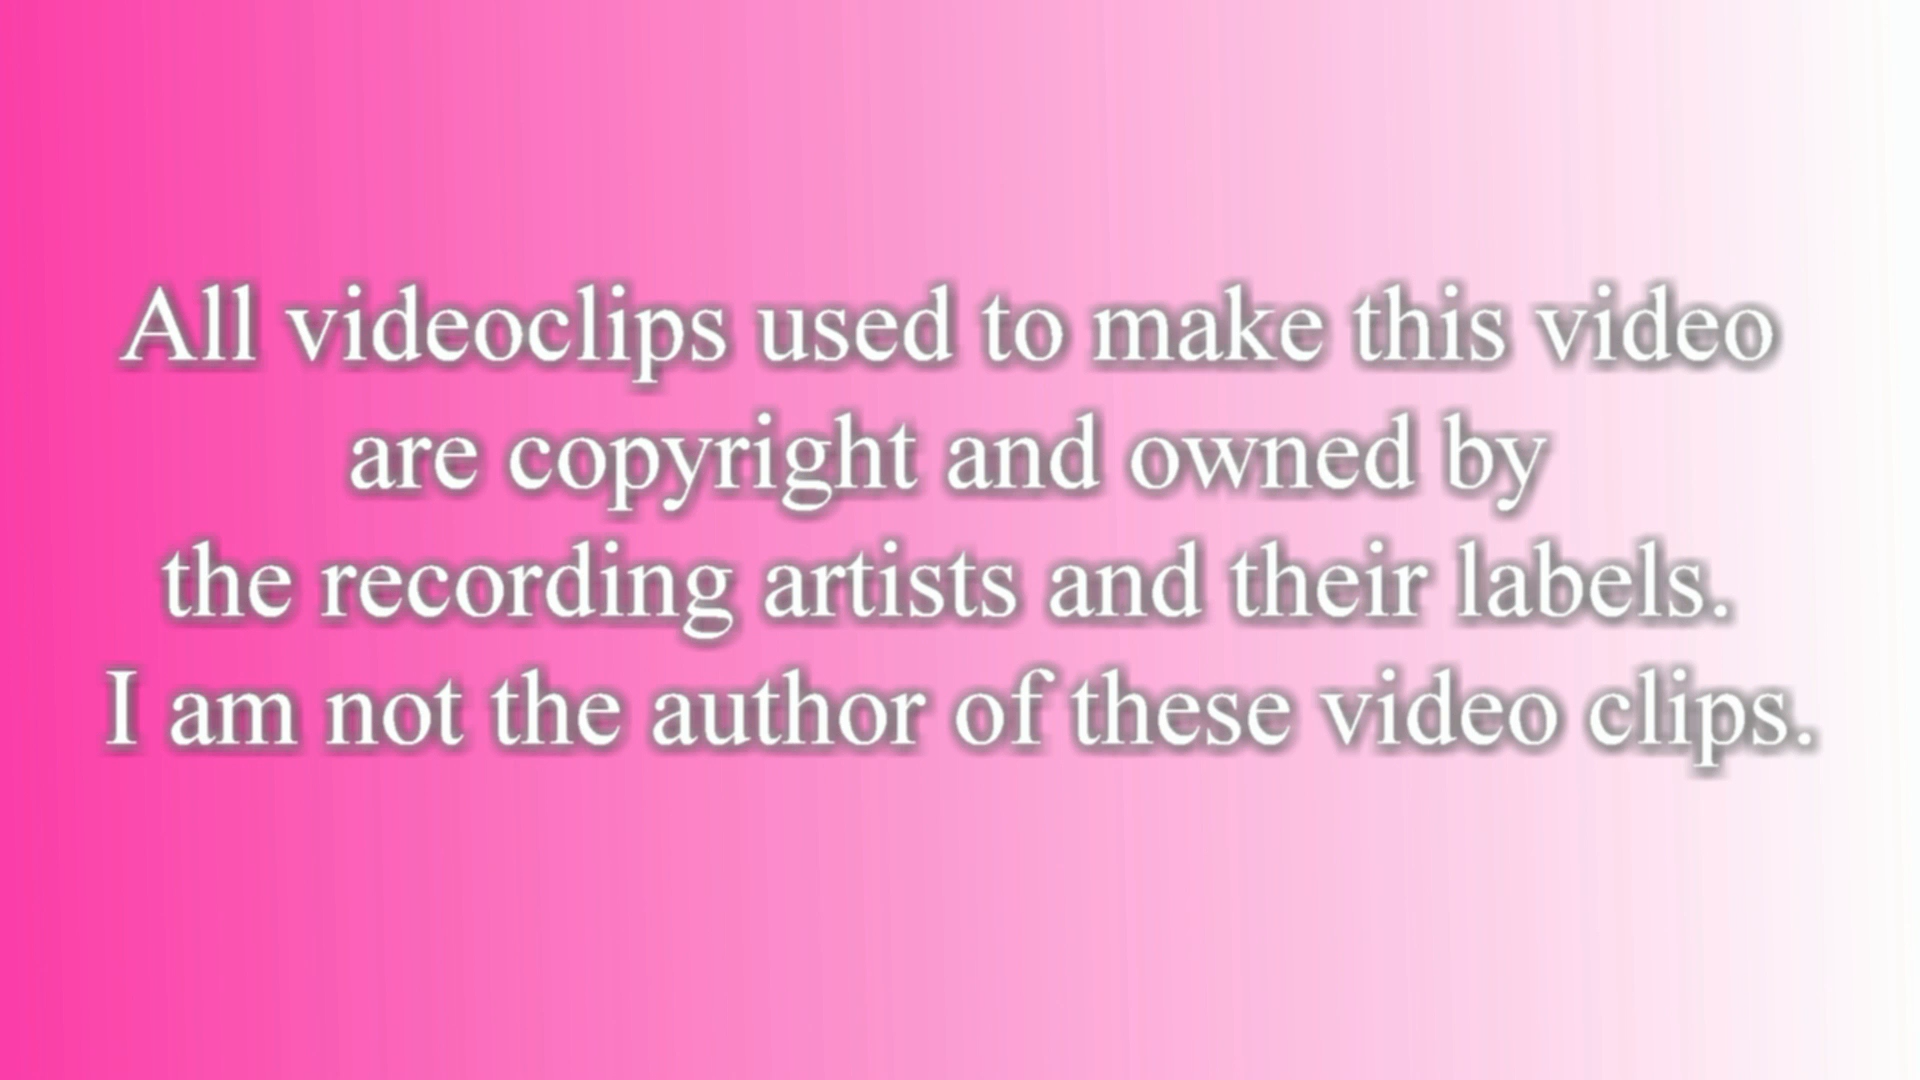 All videoclips used to make this video
are copyright and owned by
the recording artists and their labels.
I am not the author of these video clips.